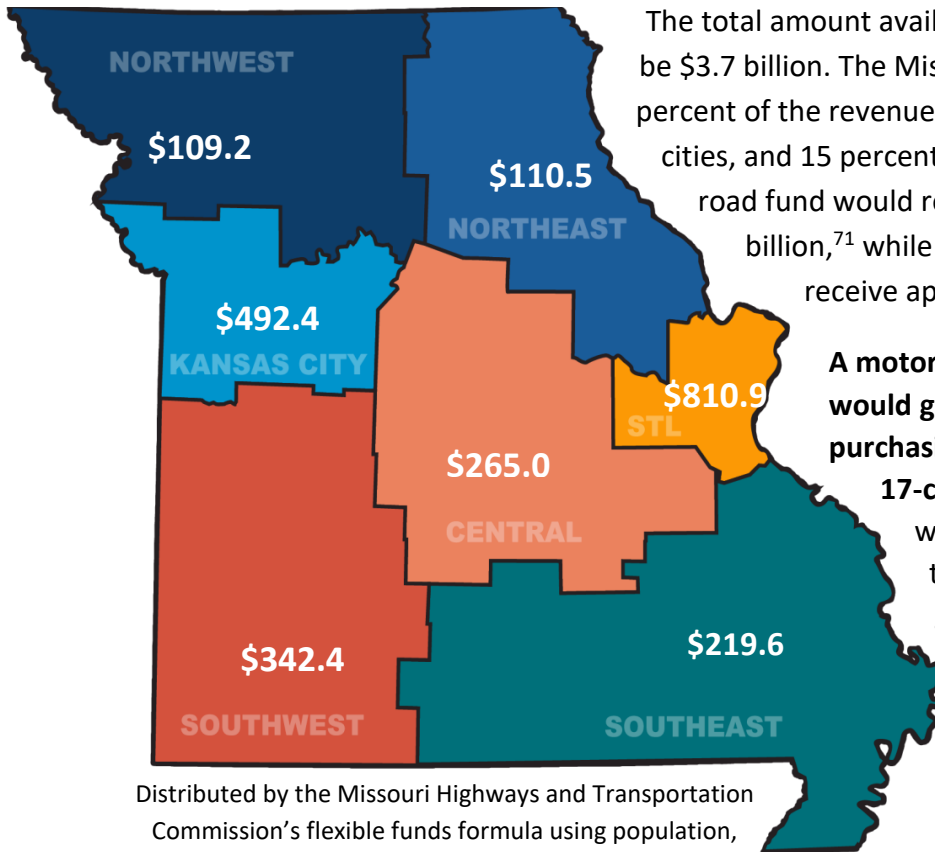 The total amount avail
be $3.7 billion. The Mis
percent of the revenue
cities, and 15 percent
road fund would re
billion,71 while
receive ap
A motor
would g
purchasi
17-c
w
t
NORTHWEST
$109.2
$110.5
NORTHEAST
$492.4
KANSAS CITY
$810.9
STL
$265.0
CENTRAL
$342.4
SOUTHWEST
$219.6
SOUTHEAST
Distributed by the Missouri Highways and Transportation
Commission’s flexible funds formula using population,